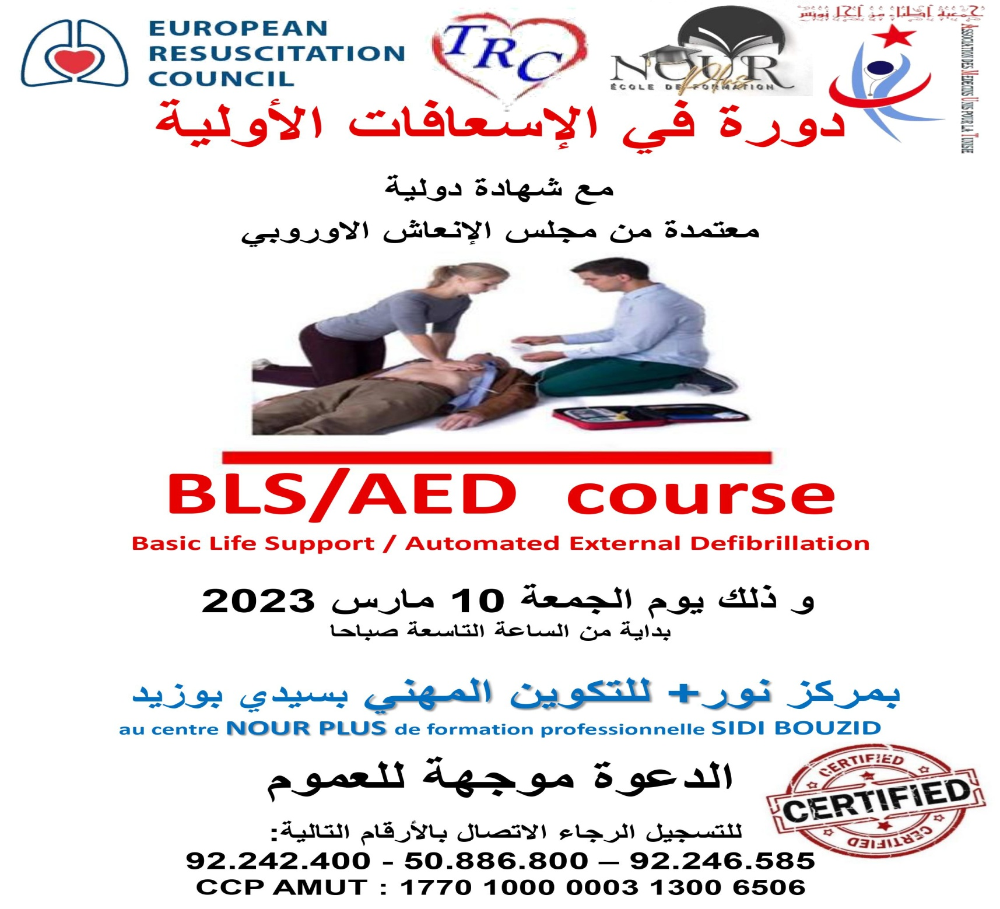 EUROPEAN
RESUSCITATION
COUNCIL
TRC
NOUR
Plus
ÉCOLE DE FORMATION
جمعية أطباء من أجل تونس
ASSOCIATION DES MEDECINS UNIS POUR LA TUNISIE
دورة في الإسعافات الأولية
مع شهادة دولية
معتمدة من مجلس الإنعاش الاوروبي
BLS/AED course
Basic Life Support / Automated External Defibrillation
و ذلك يوم الجمعة 10 مارس 2023
بداية من الساعة التاسعة صباحا
بمركز نور+ للتكوين المهني بسيدي بوزيد
au centre NOUR PLUS de formation professionnelle SIDI BOUZID
الدعوة موجهة للعموم
CERTIFIED
CERTIFIED
CERTIFIED
للتسجيل الرجاء الاتصال بالأرقام التالية:
92.242.400 - 50.886.800 – 92.246.585
CCP AMUT : 1770 1000 0003 1300 6506